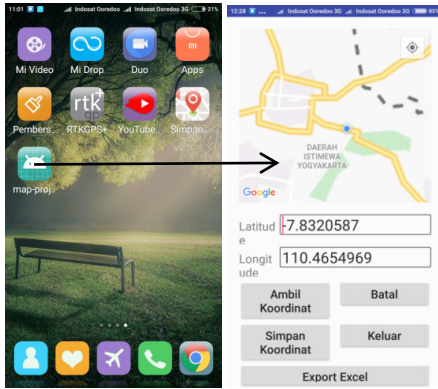 11:01
Indosat Ooredoo
Indosat Ooredoo 3G
21%
Mi Video
Mi Drop
Duo
Apps
mi
Pembers..
RTKGPS+
YouTube..
Simpan..
rtk
gp
map-proj..
12:28
Indosat Ooredoo 3G
Indosat Ooredoo 3G
DAERAH
ISTIMEWA
YOGYAKARTA
Google
Latitud
e
-7.8320587
Longit
ude
110.4654969
Ambil
Koordinat
Batal
Simpan
Koordinat
Keluar
Export Excel